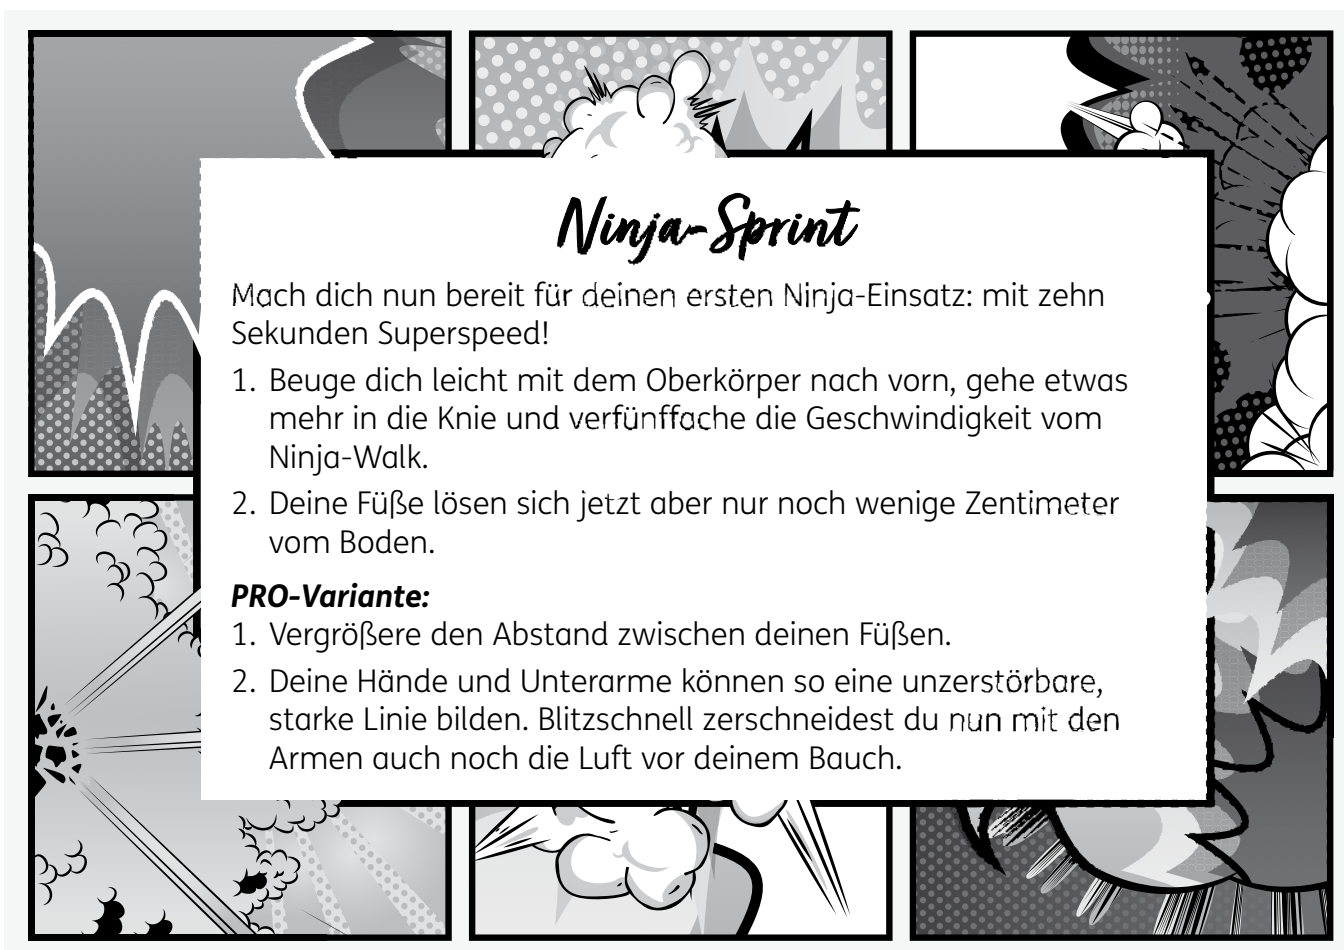 Ninja-Sprint
Mach dich nun bereit für deinen ersten Ninja-Einsatz: mit zehn
Sekunden Superspeed!
1. Beuge dich leicht mit dem Oberkörper nach vorn, gehe etwas
mehr in die Knie und verfünffache die Geschwindigkeit vom
Ninja-Walk.
2. Deine Füße lösen sich jetzt aber nur noch wenige Zentimeter
vom Boden.
PRO-Variante:
1. Vergrößere den Abstand zwischen deinen Füßen.
2. Deine Hände und Unterarme können so eine unzerstörbare,
starke Linie bilden. Blitzschnell zerschneidest du nun mit den
Armen auch noch die Luft vor deinem Bauch.